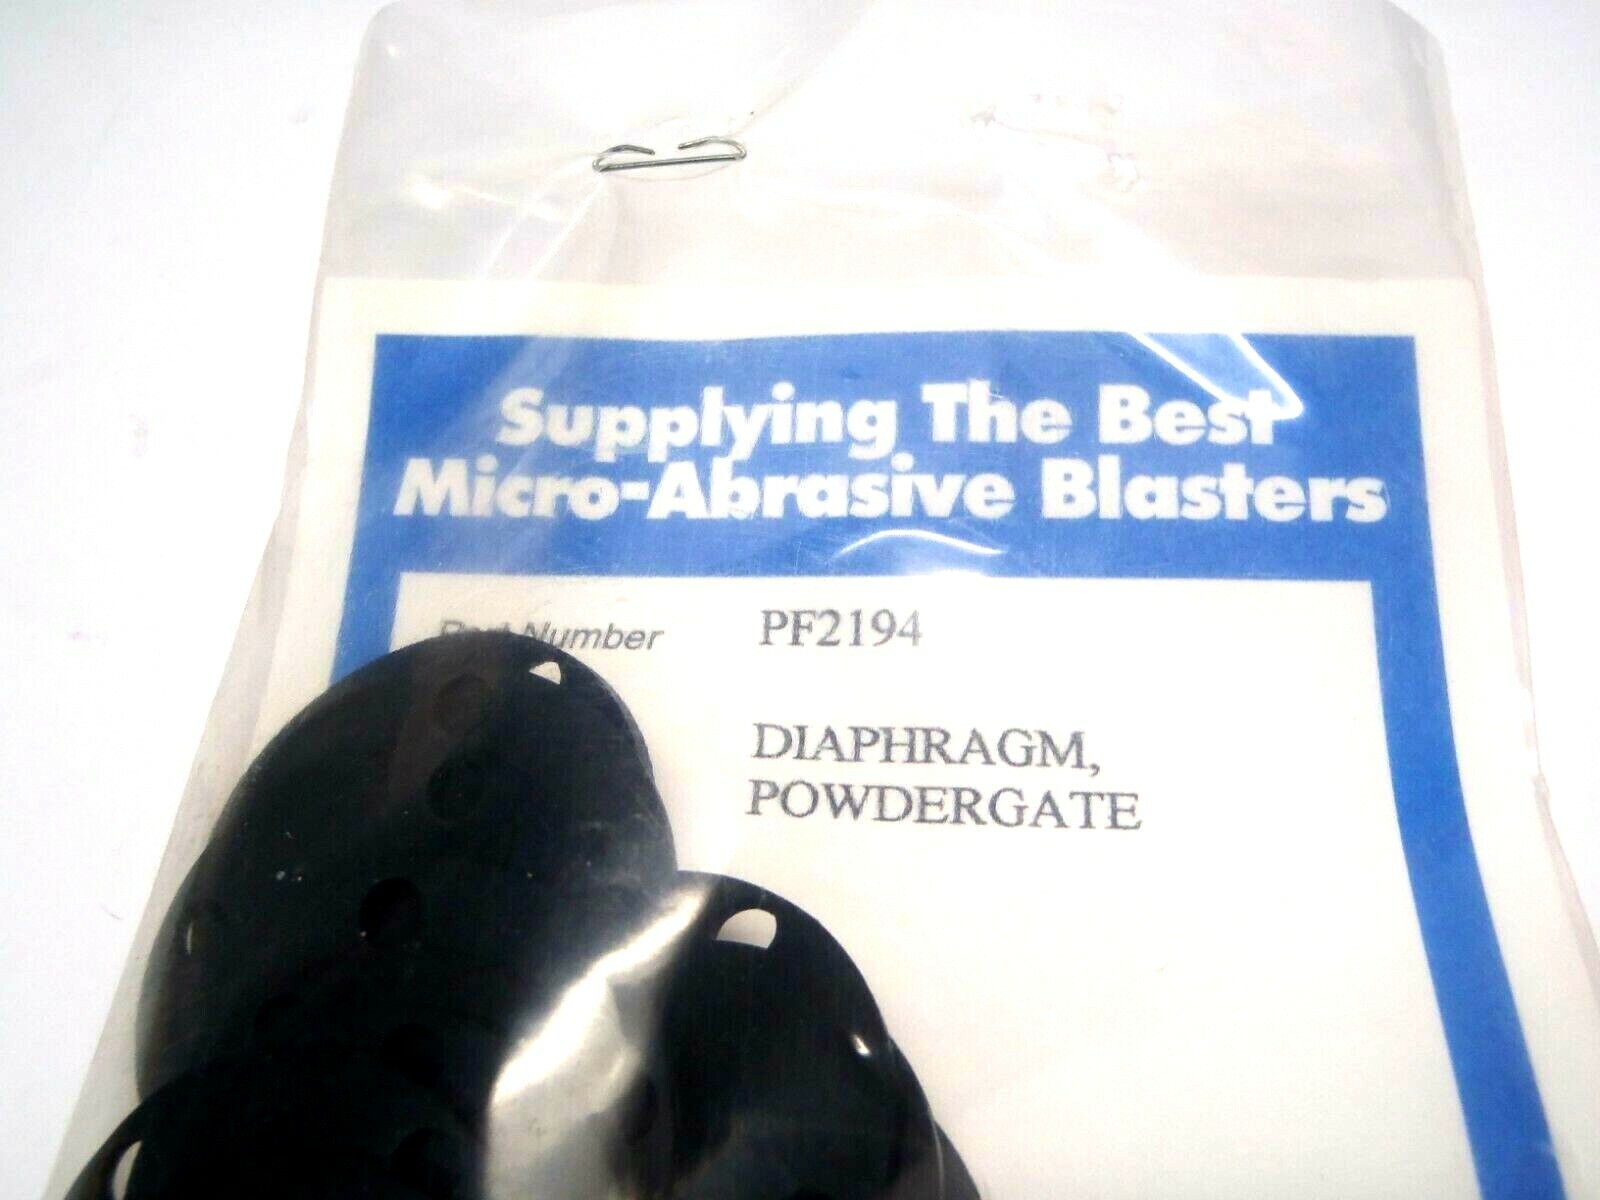 Supplying The Best
Micro-Abrasive Blasters
Part Number PF2194
DIAPHRAGM,
POWDERGATE